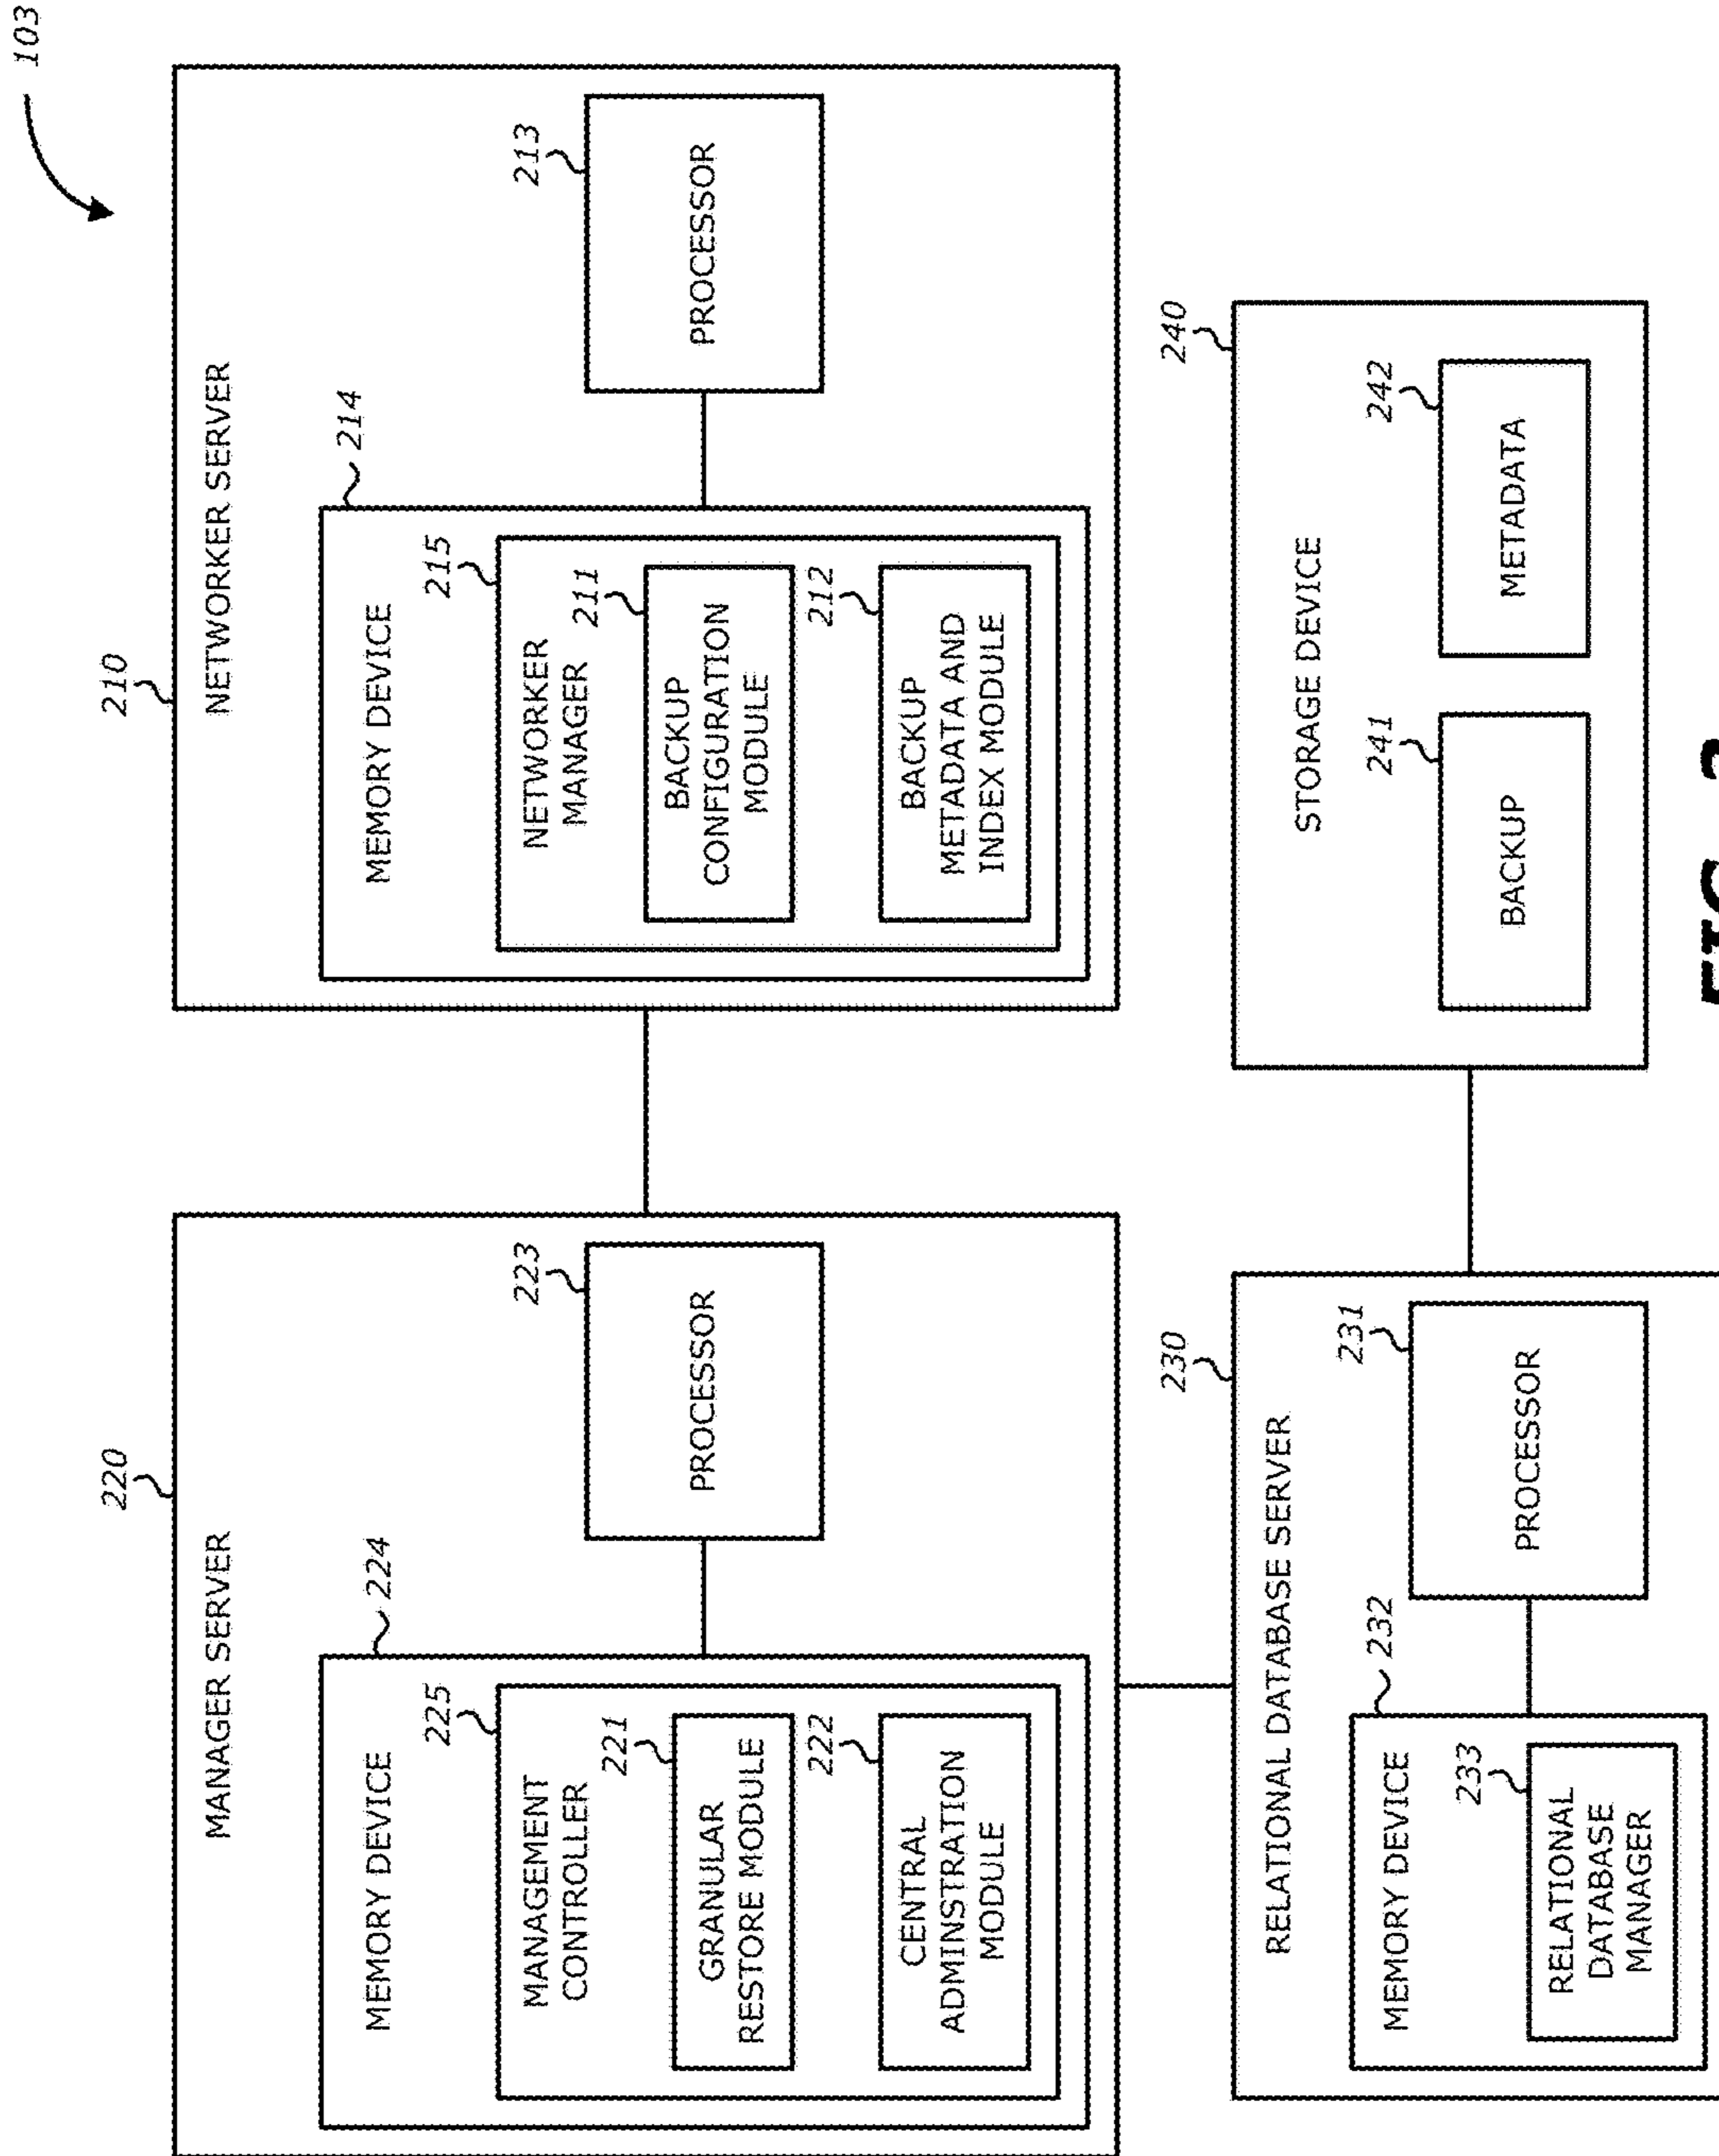 103
220
MANAGER SERVER
MEMORY DEVICE
224
225
MANAGEMENT
CONTROLLER
221
GRANULAR
RESTORE MODULE
222
CENTRAL
ADMINSTRATION
MODULE
223
PROCESSOR
210
NETWORKER SERVER
MEMORY DEVICE
214
215
NETWORKER
MANAGER
211
BACKUP
CONFIGURATION
MODULE
212
BACKUP
METADATA AND
INDEX MODULE
213
PROCESSOR
230
RELATIONAL DATABASE SERVER
MEMORY DEVICE
232
233
RELATIONAL
DATABASE
MANAGER
231
PROCESSOR
240
STORAGE DEVICE
241
BACKUP
242
METADATA
FIG.